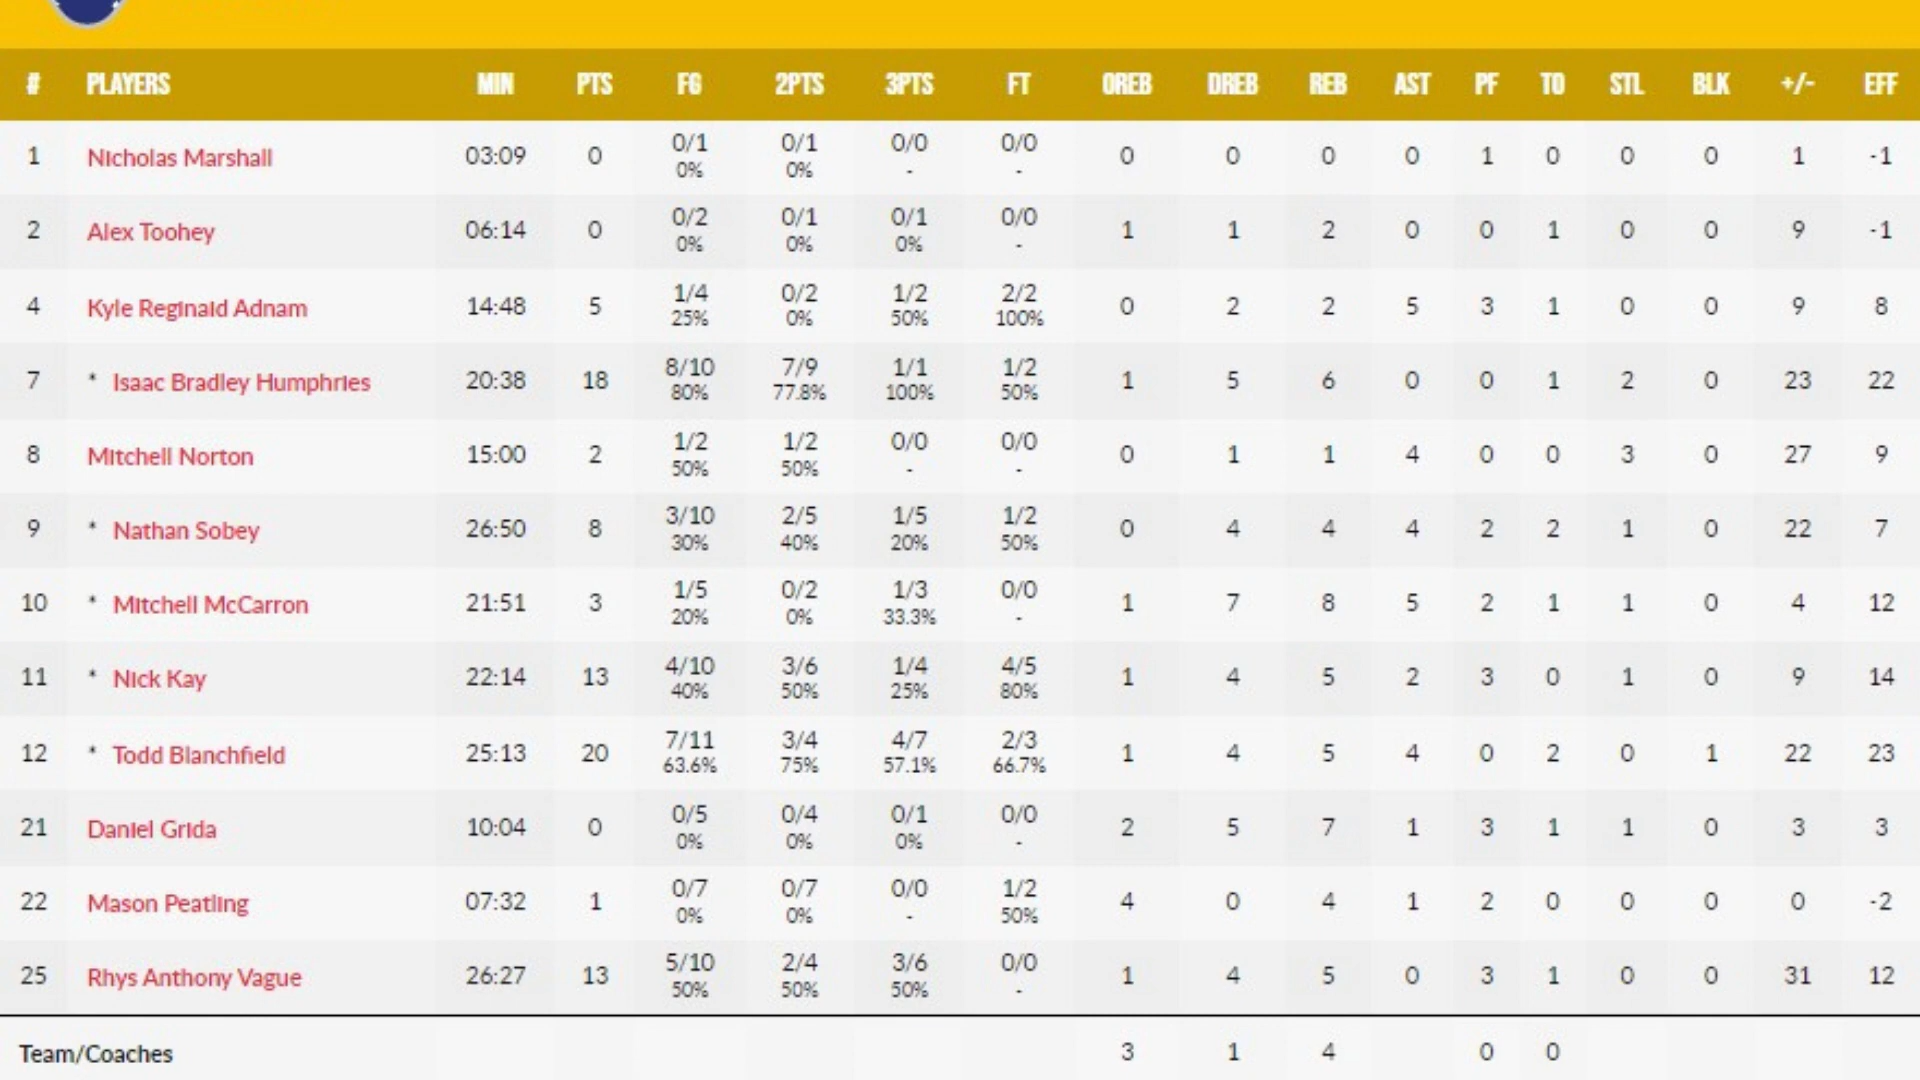 # PLAYERS MIN PTS FG 2PTS 3PTS FT OREB DREB REB AST PF TO STL BLK +/- EFF
1 Nicholas Marshall 03:09 0 0/1 0/1 0/0 0/0 0 0 0 0 1 0 0 0 1 -1
0% 0% - -
2 Alex Toohey 06:14 0 0/2 0/1 0/1 0/0 1 1 2 0 0 1 0 0 9 -1
0% 0% 0% -
4 Kyle Reginald Adnam 14:48 5 1/4 0/2 1/2 2/2 0 2 2 5 3 1 0 0 9 8
25% 0% 50% 100%
7 * Isaac Bradley Humphries 20:38 18 8/10 7/9 1/1 1/2 1 5 6 0 0 1 2 0 23 22
80% 77.8% 100% 50%
8 Mitchell Norton 15:00 2 1/2 1/2 0/0 0/0 0 1 1 4 0 0 3 0 27 9
50% 50% - -
9 * Nathan Sobey 26:50 8 3/10 2/5 1/5 1/2 0 4 4 4 2 2 1 0 22 7
30% 40% 20% 50%
10 * Mitchell McCarron 21:51 3 1/5 0/2 1/3 0/0 1 7 8 5 2 1 1 0 4 12
20% 0% 33.3% -
11 * Nick Kay 22:14 13 4/10 3/6 1/4 4/5 1 4 5 2 3 0 1 0 9 14
40% 50% 25% 80%
12 * Todd Blanchfield 25:13 20 7/11 3/4 4/7 2/3 1 4 5 4 0 2 0 1 22 23
63.6% 75% 57.1% 66.7%
21 Daniel Grida 10:04 0 0/5 0/4 0/1 0/0 2 5 7 1 3 1 1 0 3 3
0% 0% 0% -
22 Mason Peatling 07:32 1 0/7 0/7 0/0 1/2 4 0 4 1 2 0 0 0 0 -2
0% 0% - 50%
25 Rhys Anthony Vague 26:27 13 5/10 2/4 3/6 0/0 1 4 5 0 3 1 0 0 31 12
50% 50% 50% -
Team/Coaches 3 1 4 0 0